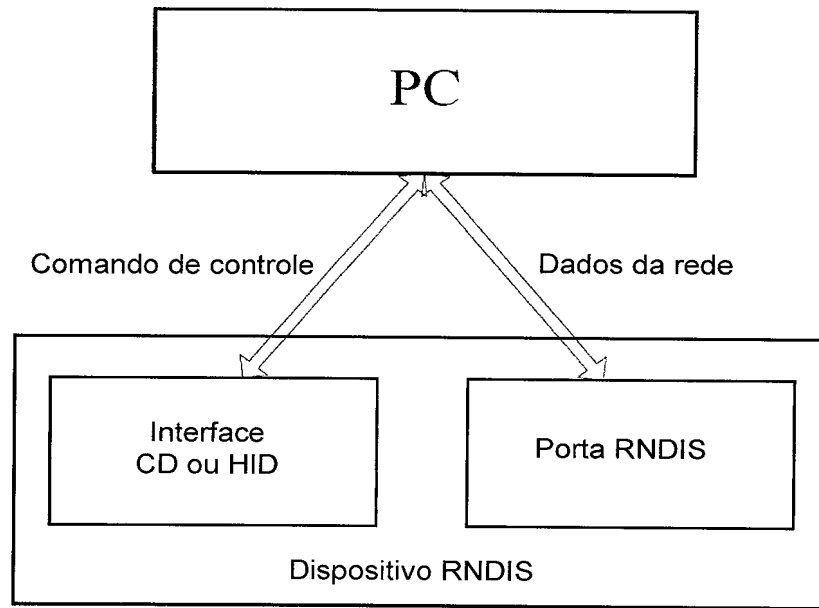 PC
Comando de controle
Dados da rede
Interface
CD ou HID
Porta RNDIS
Dispositivo RNDIS